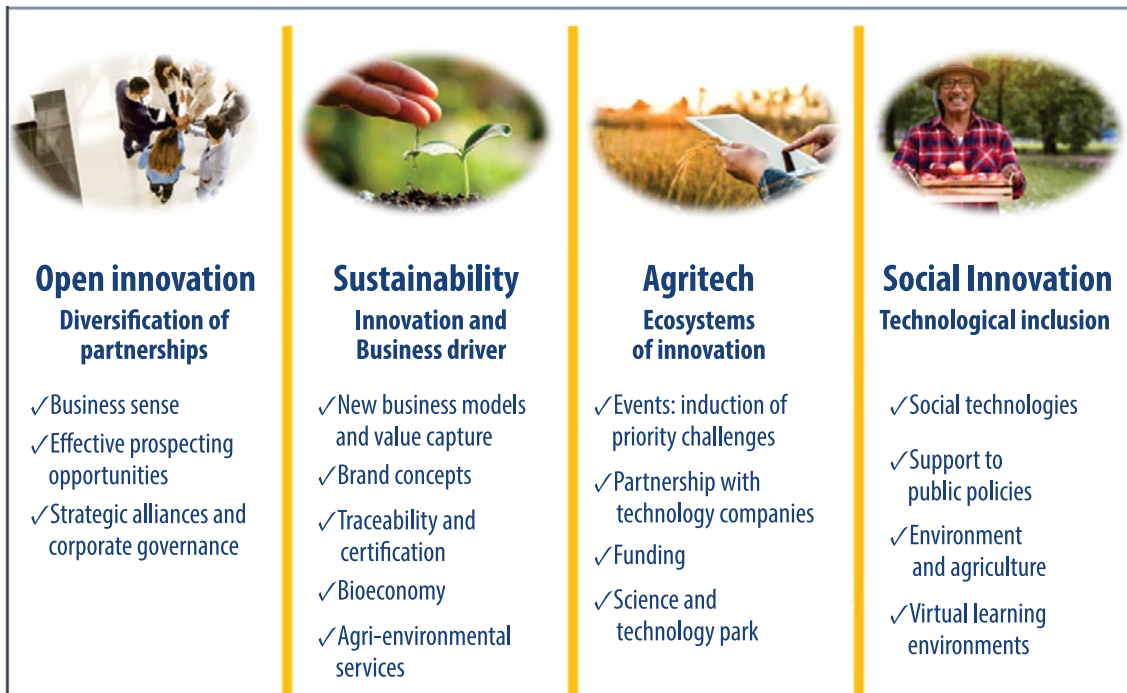 Open innovation
Diversification of
partnerships
✓Business sense
✓Effective prospecting
opportunities
✓Strategic alliances and
corporate governance
Sustainability
Innovation and
Business driver
✓New business models
and value capture
✓Brand concepts
✓Traceability and
certification
✓Bioeconomy
✓Agri-environmental
services
Agritech
Ecosystems
of innovation
✓Events: induction of
priority challenges
✓Partnership with
technology companies
✓Funding
✓Science and
technology park
Social Innovation
Technological inclusion
✓Social technologies
✓Support to
public policies
✓Environment
and agriculture
✓Virtual learning
environments